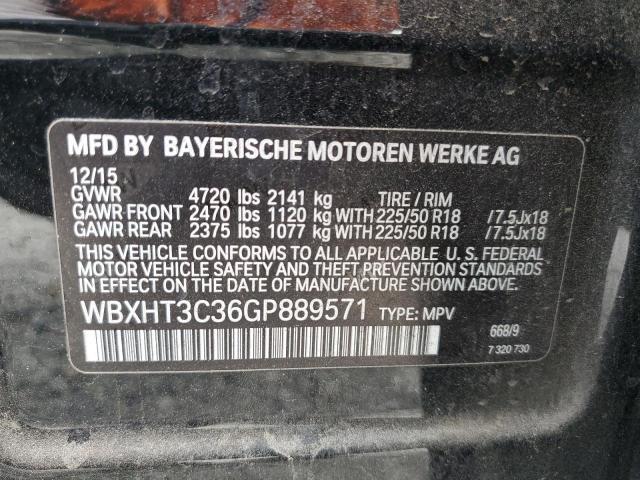 MFD BY BAYERISCHE MOTOREN WERKE AG
12/15
GVWR 4720 lbs 2141 kg TIRE / RIM
GAWR FRONT 2470 lbs 1120 kg WITH 225/50 R18 /7.5Jx18
GAWR REAR 2375 lbs 1077 kg WITH 225/50 R18 /7.5Jx18
THIS VEHICLE CONFORMS TO ALL APPLICABLE U. S. FEDERAL
MOTOR VEHICLE SAFETY AND THEFT PREVENTION STANDARDS
IN EFFECT ON THE DATE OF MANUFACTURE SHOWN ABOVE.
WBXHT3C36GP889571 TYPE: MPV
668/9
7 320 730